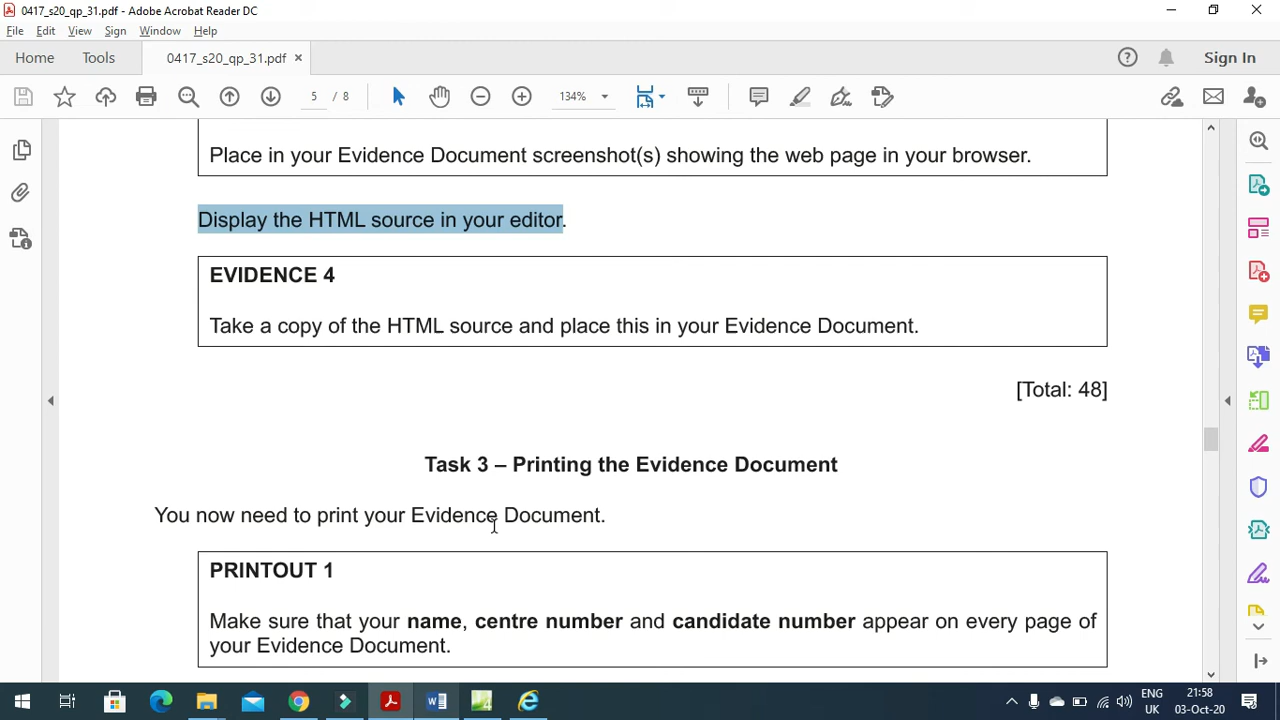 0417_s20_qp_31.pdf - Adobe Acrobat Reader DC
File Edit View Sign Window Help
Home Tools 0417_s20_qp_31.pdf × Sign In
5 / 8 134%
Place in your Evidence Document screenshot(s) showing the web page in your browser.
Display the HTML source in your editor.
EVIDENCE 4
Take a copy of the HTML source and place this in your Evidence Document.
[Total: 48]
Task 3 – Printing the Evidence Document
You now need to print your Evidence Document.
PRINTOUT 1
Make sure that your name, centre number and candidate number appear on every page of
your Evidence Document.
ENG 21:58
UK 03-Oct-20